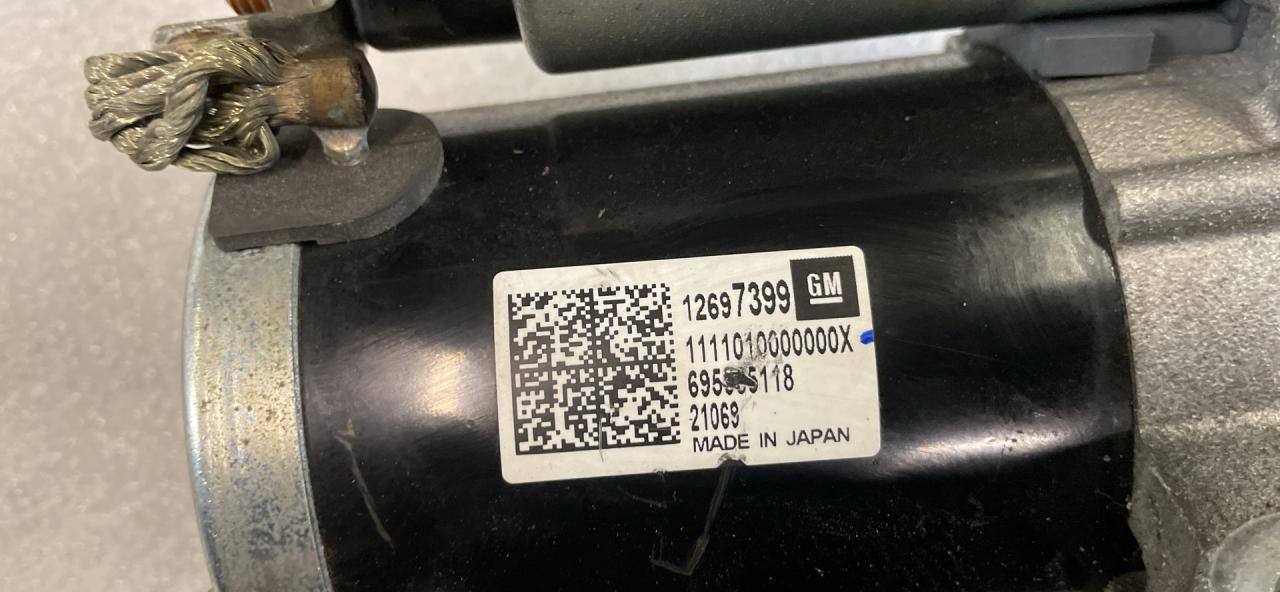 12697399 GM
1111010000000X
21069
MADE IN JAPAN